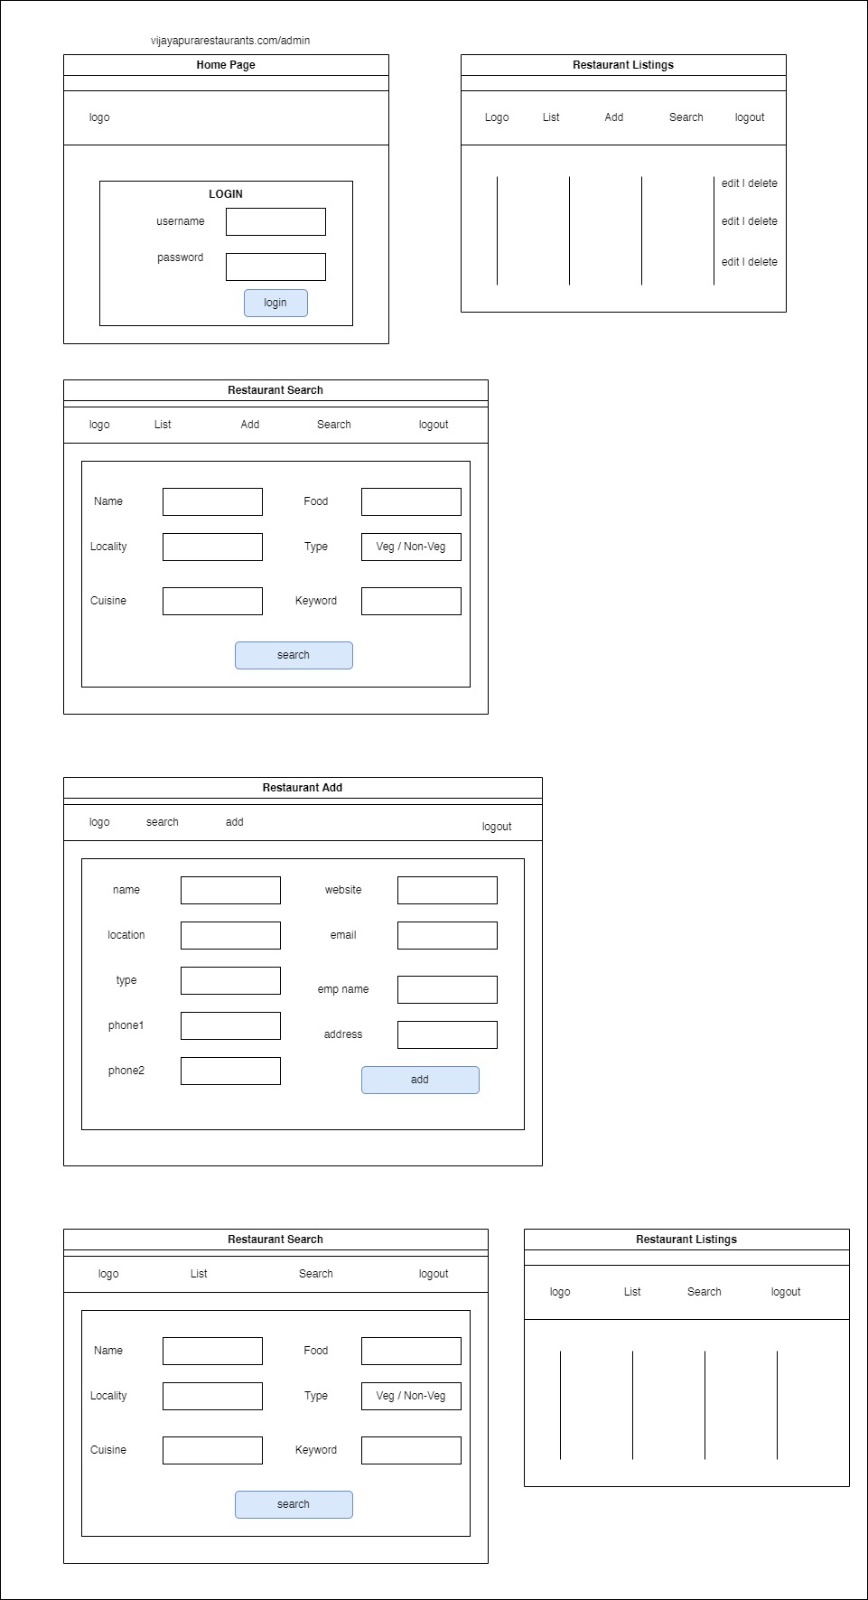 vijayapurarestaurants.com/admin
Home Page
logo
LOGIN
username
password
login
Restaurant Listings
Logo List Add Search logout
edit | delete
edit | delete
edit | delete
Restaurant Search
logo List Add Search logout
Name Food
Locality Type Veg / Non-Veg
Cuisine Keyword
search
Restaurant Add
logo search add logout
name website
location email
type emp name
phone1 address
phone2 add
Restaurant Search
logo List Search logout
Name Food
Locality Type Veg / Non-Veg
Cuisine Keyword
search
Restaurant Listings
logo List Search logout